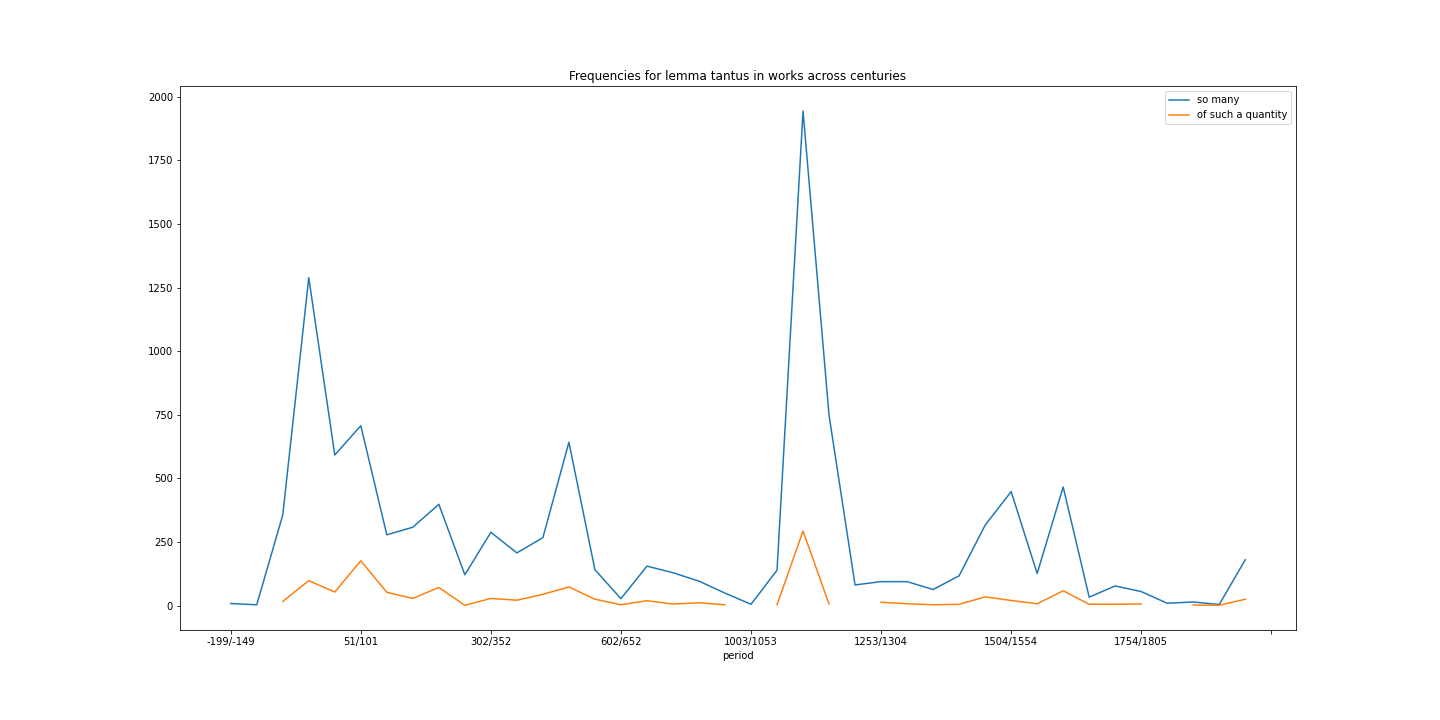 Frequencies for lemma tantus in works across centuries
so many
of such a quantity
2000
1750
1500
1250
1000
750
500
250
0
-199/-149 51/101 302/352 602/652 1003/1053 1253/1304 1504/1554 1754/1805
period